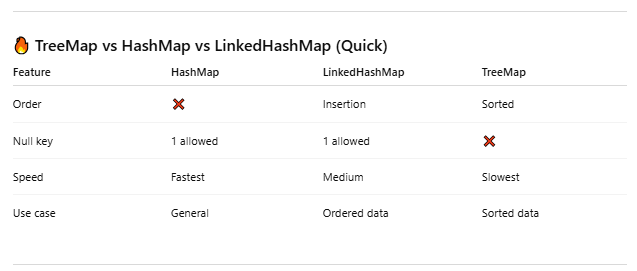 🔥 TreeMap vs HashMap vs LinkedHashMap (Quick)
Feature HashMap LinkedHashMap TreeMap
Order ❌ Insertion Sorted
Null key 1 allowed 1 allowed ❌
Speed Fastest Medium Slowest
Use case General Ordered data Sorted data